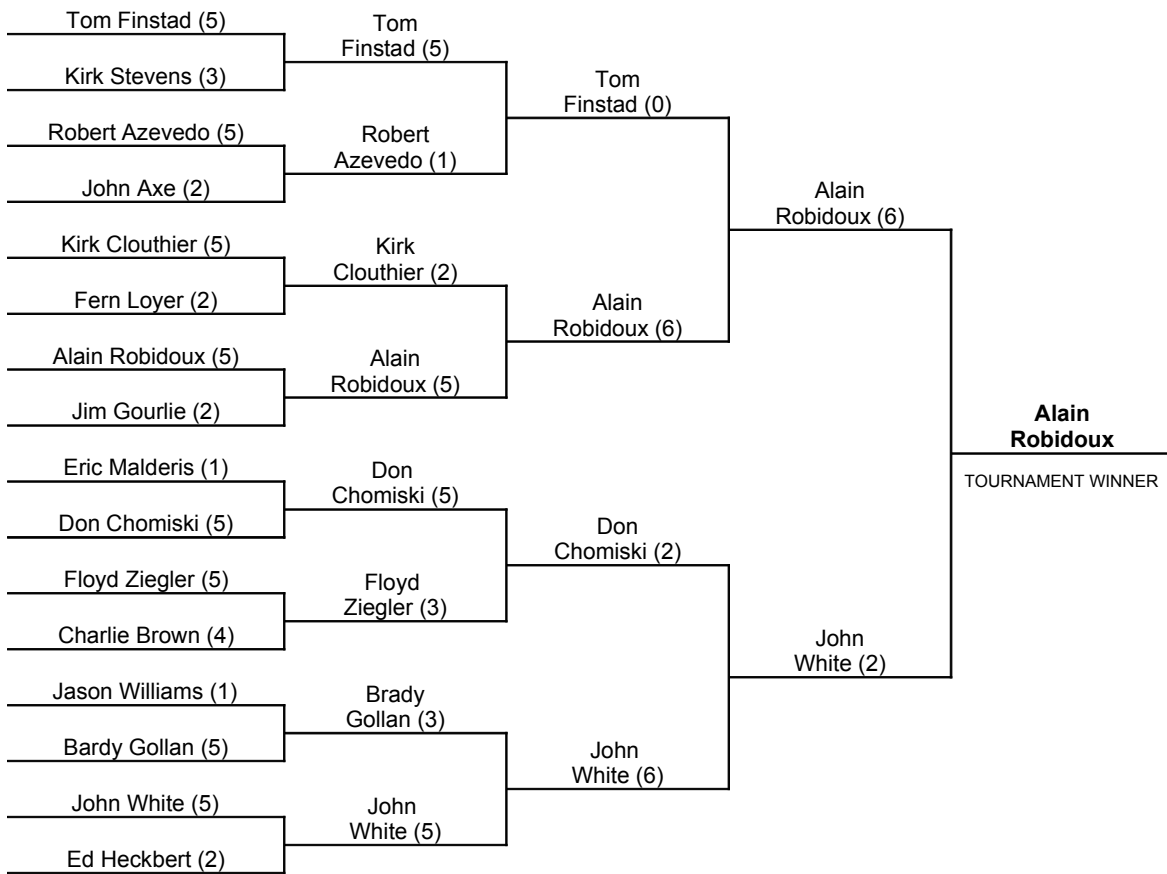 Tom Finstad (5)
Kirk Stevens (3)
Robert Azevedo (5)
John Axe (2)
Kirk Clouthier (5)
Fern Loyer (2)
Alain Robidoux (5)
Jim Gourlie (2)
Eric Malderis (1)
Don Chomiski (5)
Floyd Ziegler (5)
Charlie Brown (4)
Jason Williams (1)
Bardy Gollan (5)
John White (5)
Ed Heckbert (2)
Tom
Finstad (5)
Robert
Azevedo (1)
Kirk
Clouthier (2)
Alain
Robidoux (5)
Don
Chomiski (5)
Floyd
Ziegler (3)
Brady
Gollan (3)
John
White (5)
Tom
Finstad (0)
Alain
Robidoux (6)
Don
Chomiski (2)
John
White (6)
Alain
Robidoux (6)
John
White (2)
Alain
Robidoux
TOURNAMENT WINNER